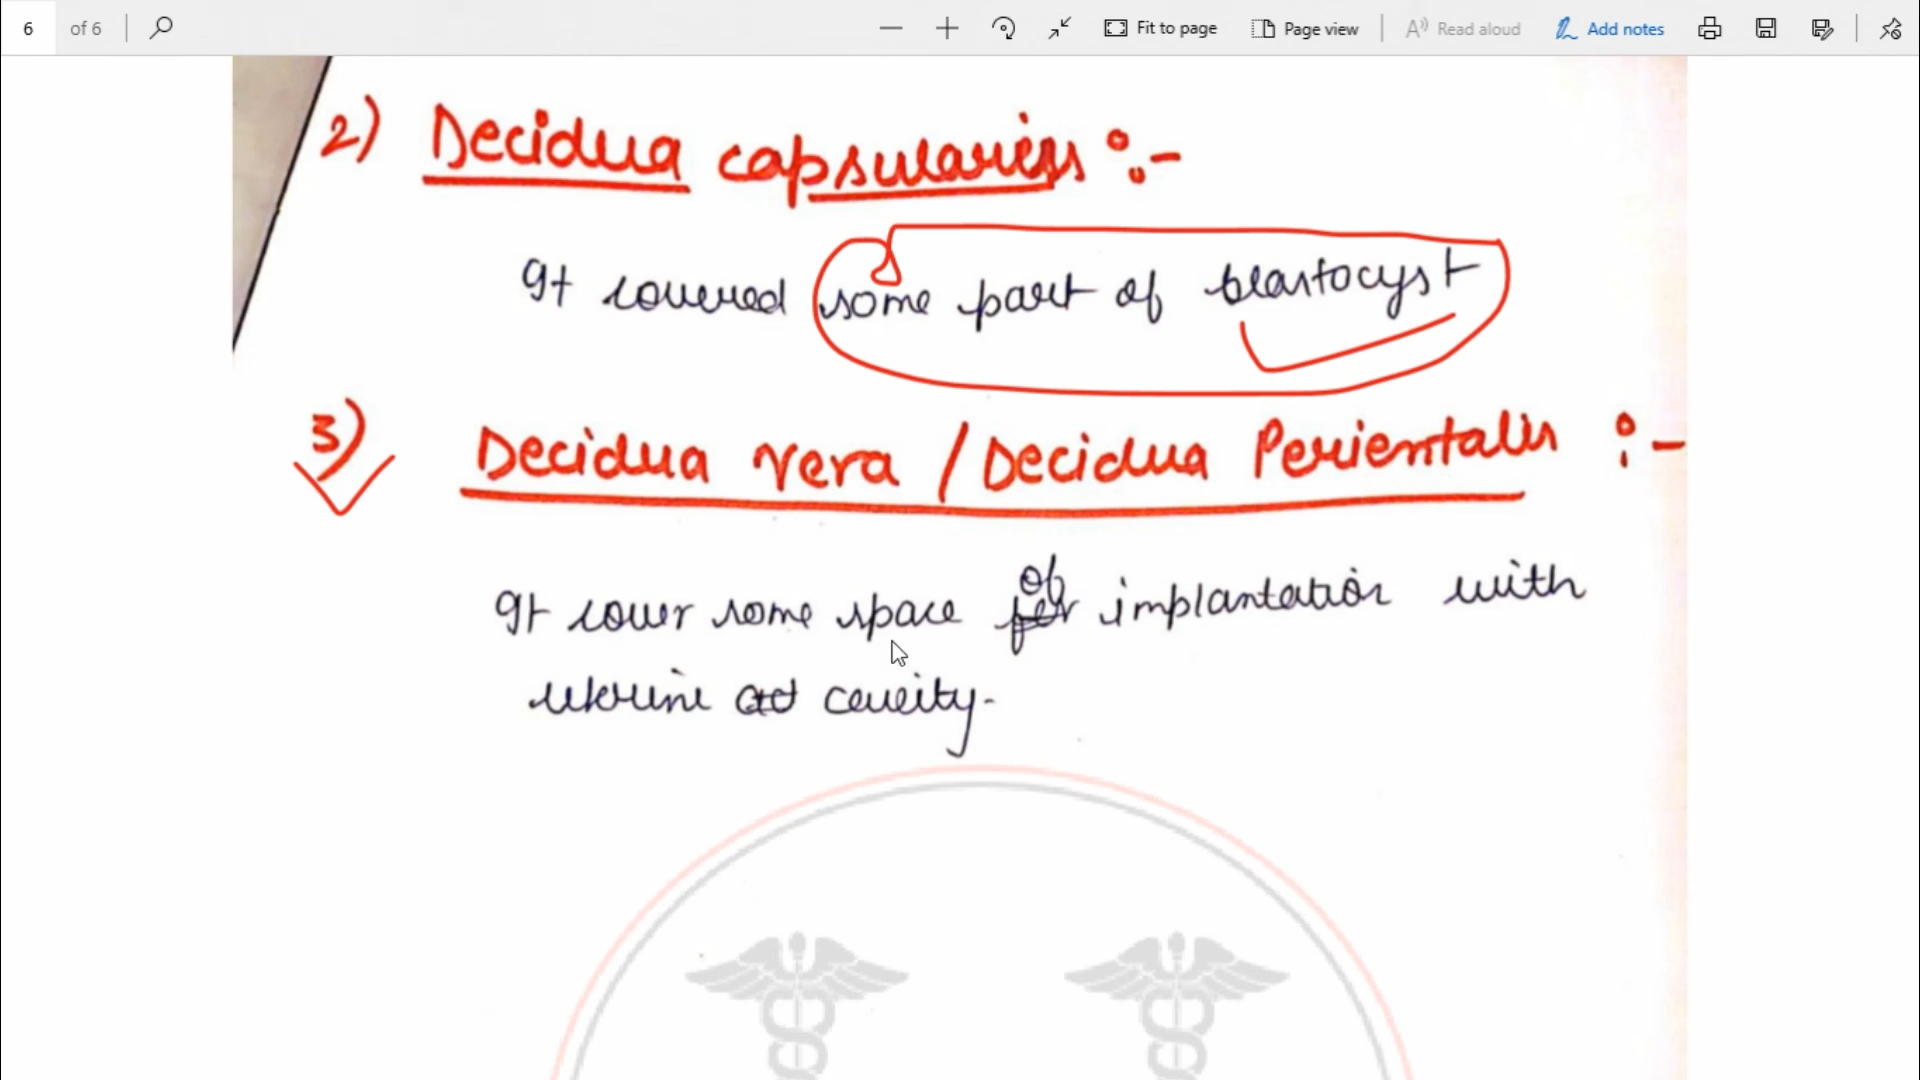 6 of 6 Fit to page Page view Read aloud Add notes
2) Decidua capsularies :-
It covered some part of blastocyst
3) Decidua vera / Decidua Perientalis :-
It cover some space of implantation with
uterine caveity.